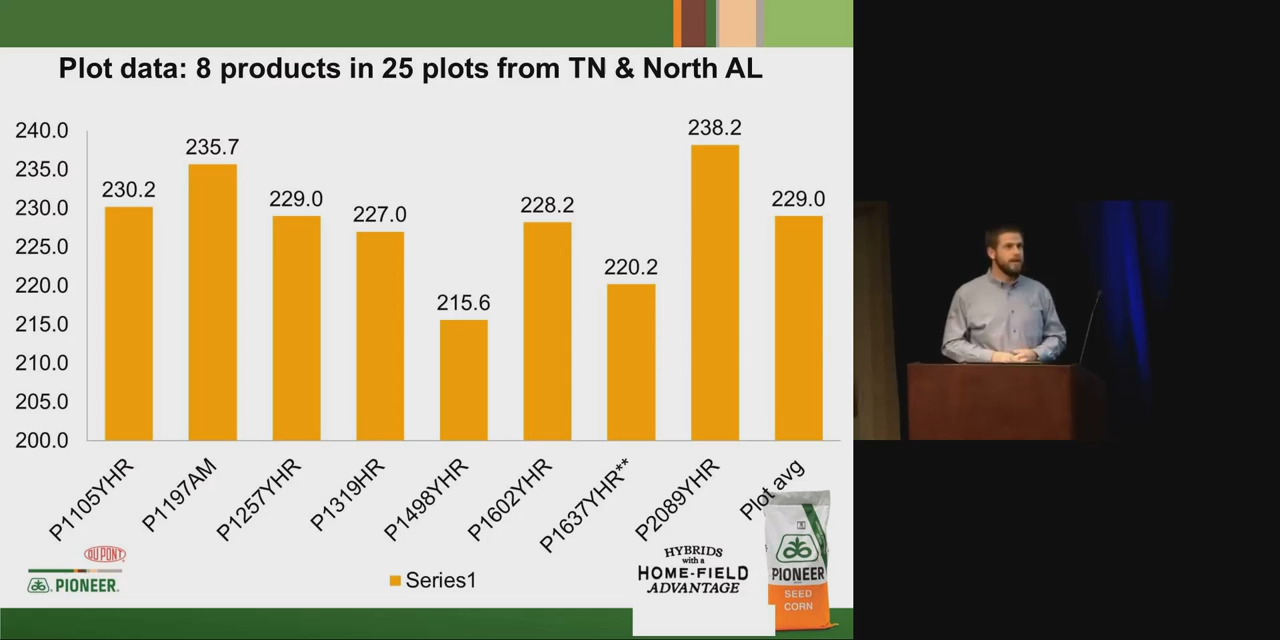 Plot data: 8 products in 25 plots from TN & North AL
240.0
235.0
230.0
225.0
220.0
215.0
210.0
205.0
200.0
230.2
235.7
229.0
227.0
215.6
228.2
220.2
238.2
229.0
P1105YHR
P1197AM
P1257YHR
P1319HR
P1498YHR
P1602YHR
P1637YHR**
P2089YHR
Plot avg
Series1
DUPONT
PIONEER
HYBRIDS
with a
HOME-FIELD
ADVANTAGE
PIONEER
SEED
CORN